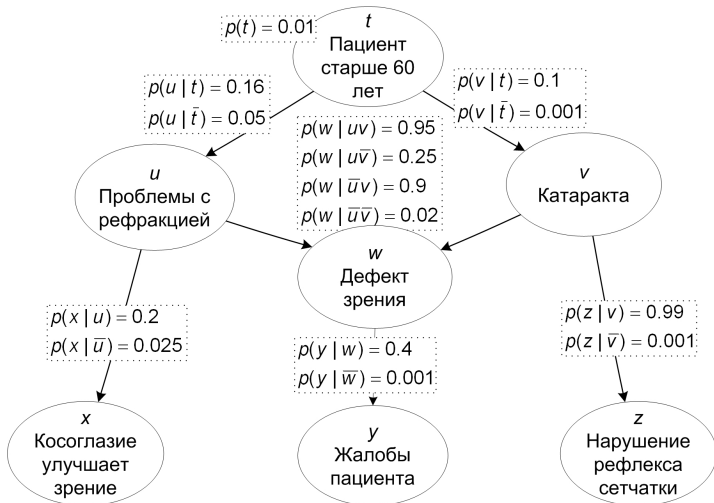 p(t) = 0.01
t
Пациент
старше 60
лет
p(u | t) = 0.16
p(u | t̄) = 0.05
p(v | t) = 0.1
p(v | t̄) = 0.001
p(w | uv) = 0.95
p(w | uv̅) = 0.25
p(w | u̅v) = 0.9
p(w | u̅v̅) = 0.02
u
Проблемы с
рефракцией
v
Катаракта
w
Дефект
зрения
p(x | u) = 0.2
p(x | u̅) = 0.025
p(y | w) = 0.4
p(y | w̅) = 0.001
p(z | v) = 0.99
p(z | v̅) = 0.001
x
Косоглазие
улучшает
зрение
y
Жалобы
пациента
z
Нарушение
рефлекса
сетчатки